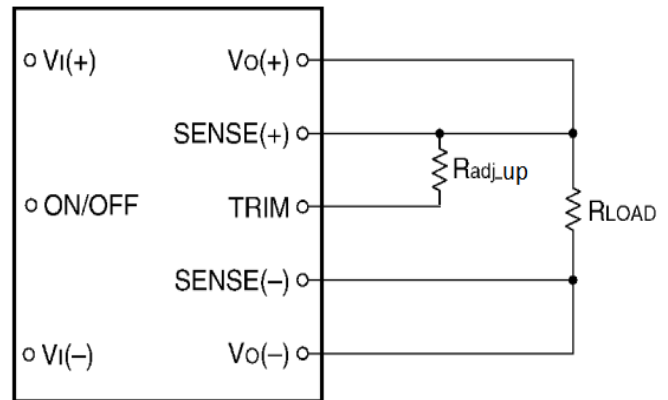 VI(+)
VO(+)
SENSE(+)
Radj_up
ON/OFF
TRIM
RLOAD
SENSE(–)
VI(–)
VO(–)